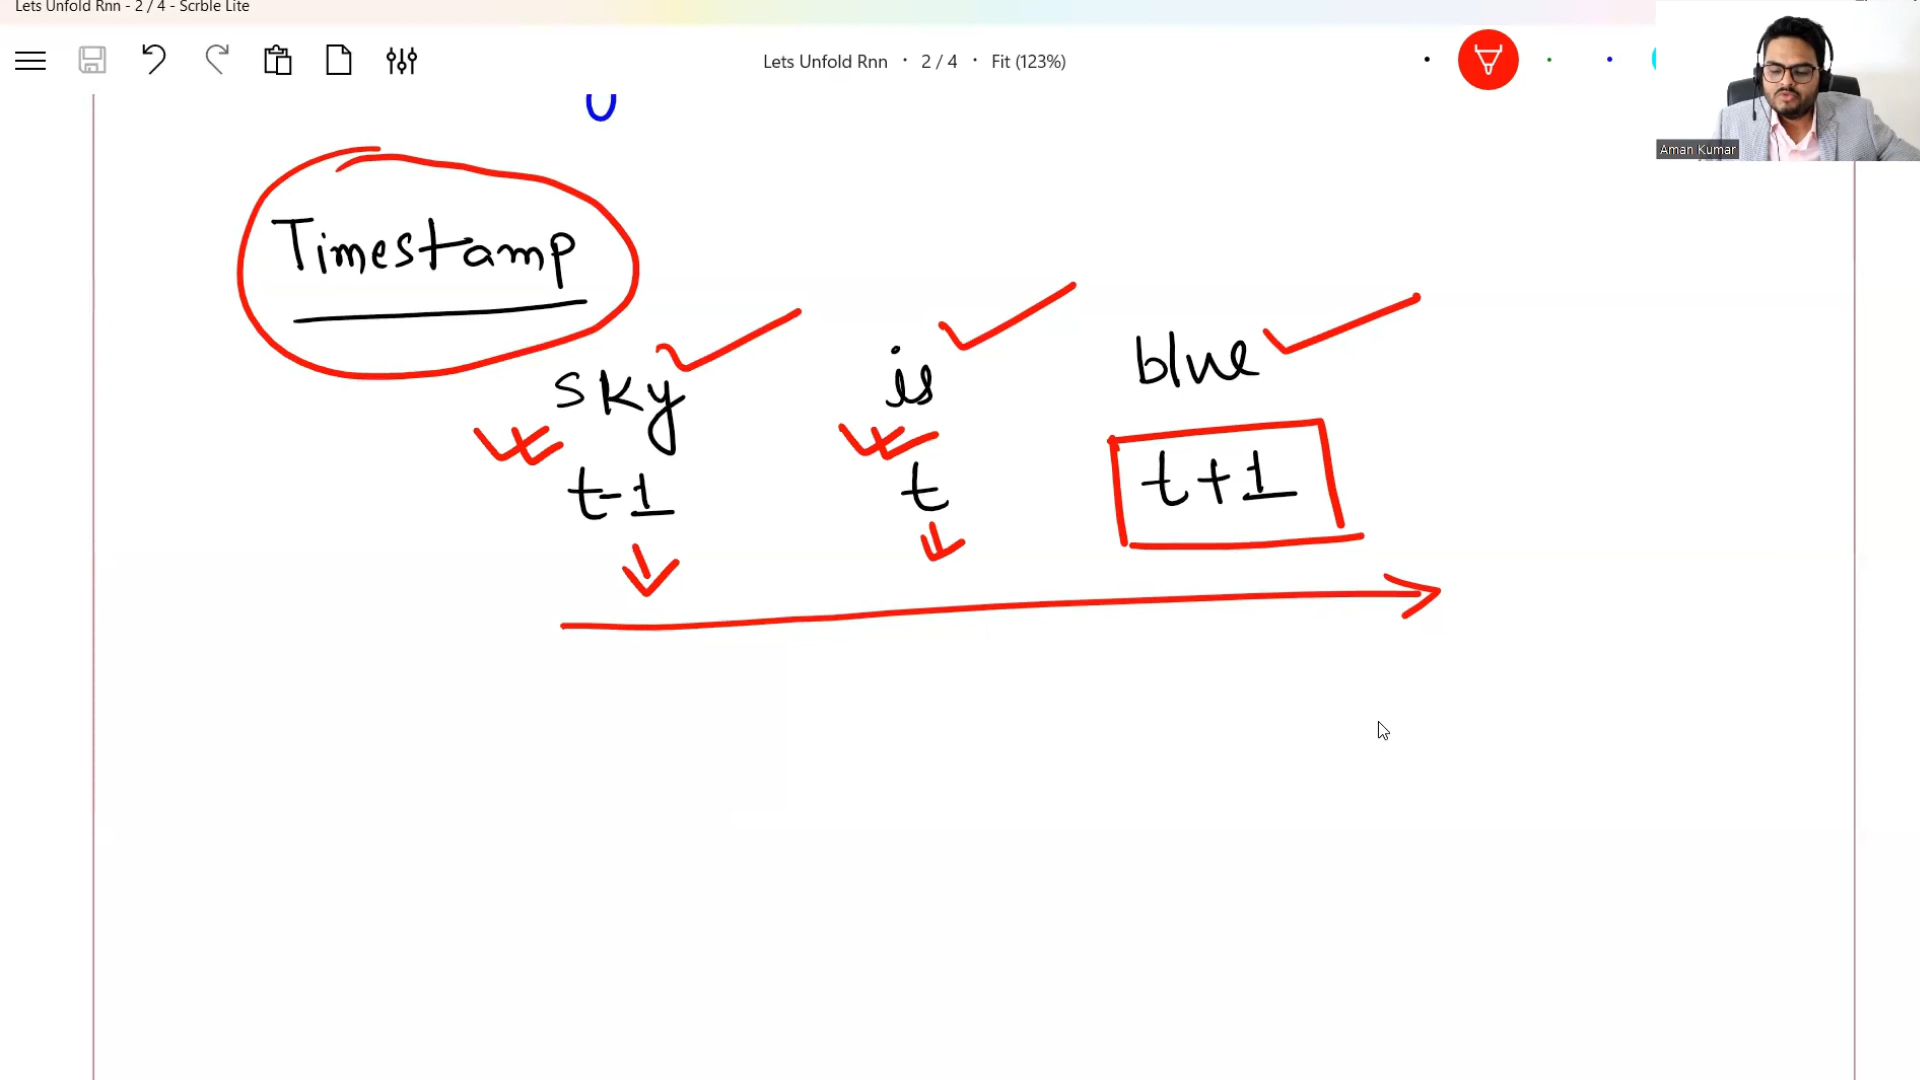 Lets Unfold Rnn - 2 / 4 - Scrble Lite
Lets Unfold Rnn · 2 / 4 · Fit (123%)
Aman Kumar
Timestamp
sky is blue
t-1 t t+1